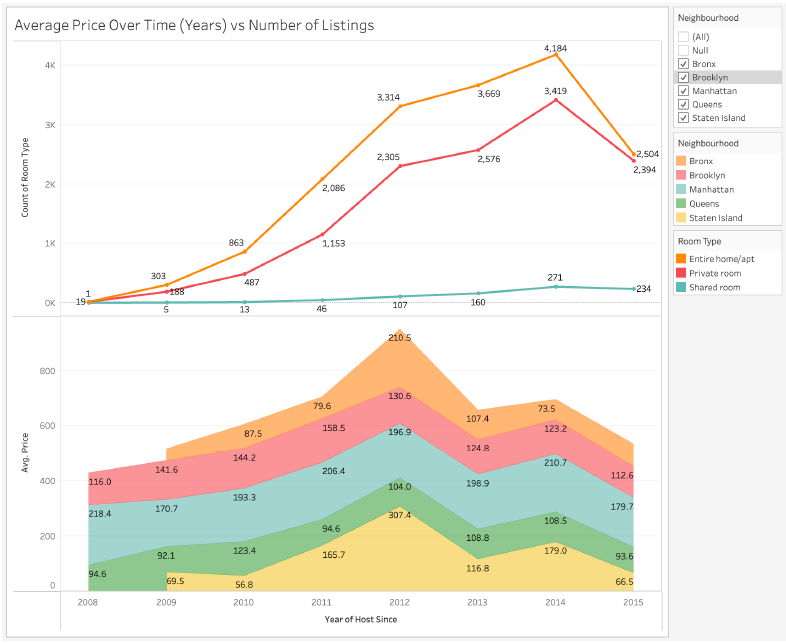 Average Price Over Time (Years) vs Number of Listings
Count of Room Type
4K
3K
2K
1K
0K
4,184
3,314
3,669
3,419
2,305
2,576
2,504
2,394
2,086
863
1,153
303
188
487
1
19
5
13
46
107
160
271
234
Avg. Price
800
600
400
200
0
210.5
79.6
87.5
107.4
73.5
130.6
158.5
144.2
141.6
116.0
124.8
123.2
112.6
196.9
206.4
193.3
170.7
218.4
198.9
210.7
179.7
104.0
94.6
123.4
92.1
94.6
108.8
108.5
93.6
307.4
165.7
56.8
69.5
116.8
179.0
66.5
2008 2009 2010 2011 2012 2013 2014 2015
Year of Host Since
Neighbourhood
(All)
Null
Bronx
Brooklyn
Manhattan
Queens
Staten Island
Neighbourhood
Bronx
Brooklyn
Manhattan
Queens
Staten Island
Room Type
Entire home/apt
Private room
Shared room